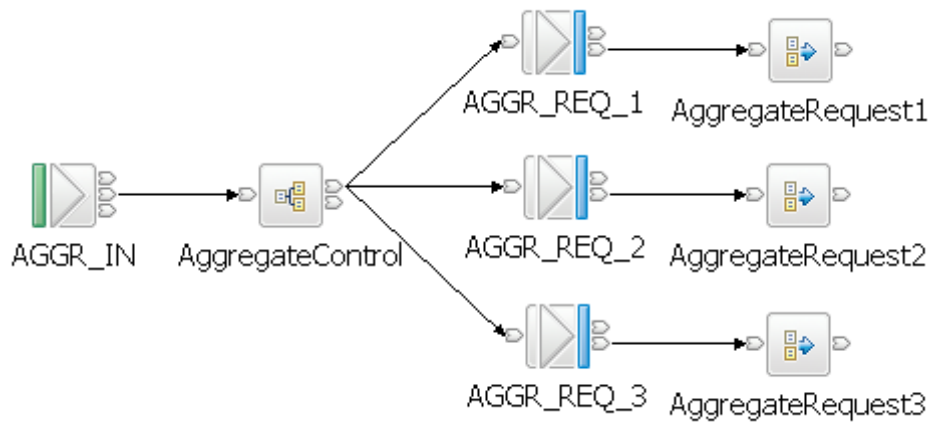 AGGR_REQ_1
AggregateRequest1
AGGR_IN
AggregateControl
AGGR_REQ_2
AggregateRequest2
AGGR_REQ_3
AggregateRequest3